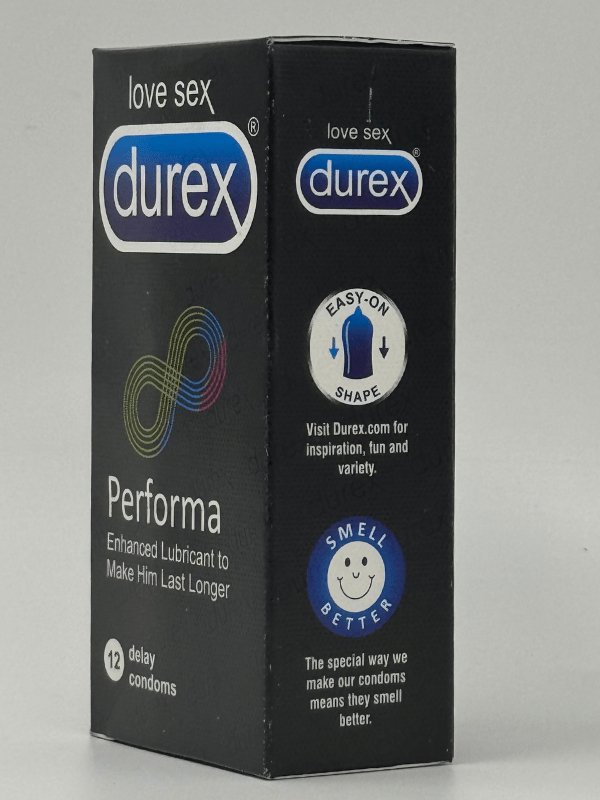 love sex
durex®
Performa
Enhanced Lubricant to
Make Him Last Longer
12 delay
condoms
love sex
durex®
EASY-ON
SHAPE
Visit Durex.com for
inspiration, fun and
variety.
SMELL
BETTER
The special way we
make our condoms
means they smell
better.